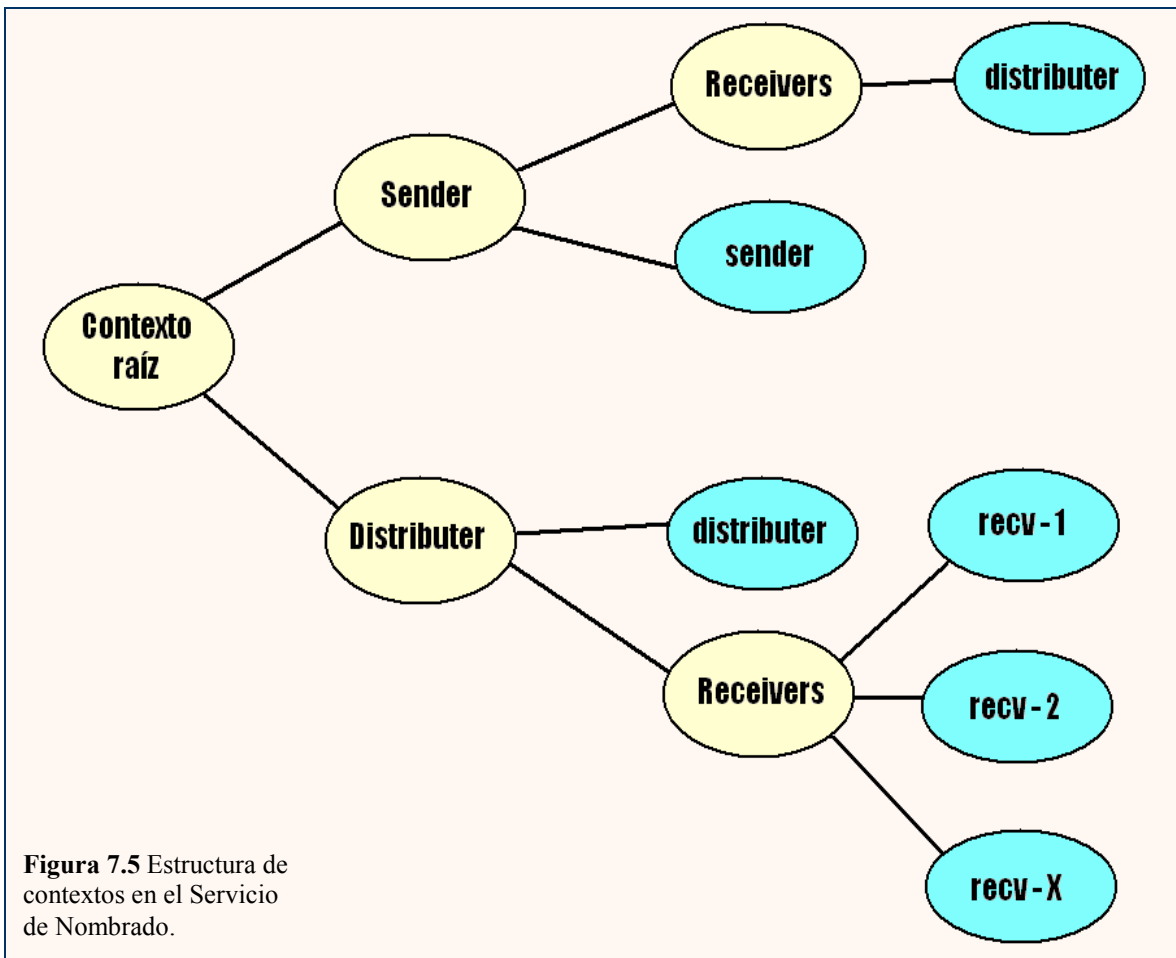 Receivers
distributer
Sender
sender
Contexto
raíz
Distributer
distributer
recv-1
Receivers
recv-2
recv-X
Figura 7.5 Estructura de
contextos en el Servicio
de Nombrado.